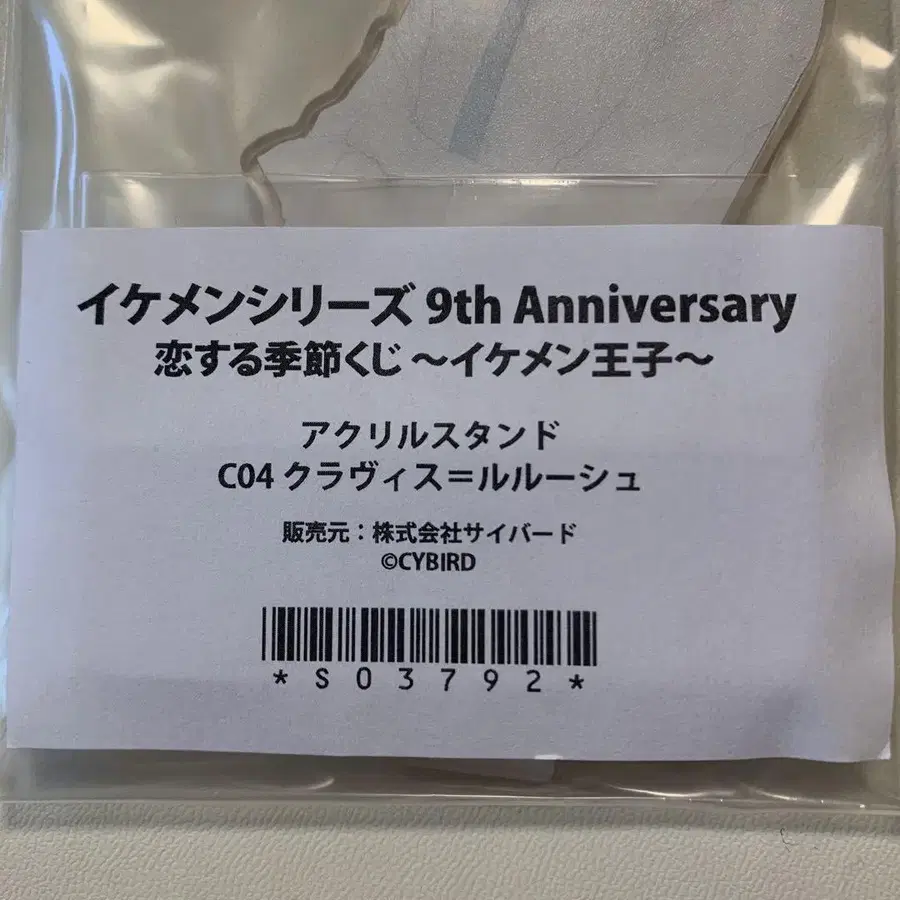 イケメンシリーズ 9th Anniversary
恋する季節くじ ～イケメン王子～
アクリルスタンド
C04 クラヴィス＝ルルーシュ
販売元：株式会社サイバード
©CYBIRD
*S03792*